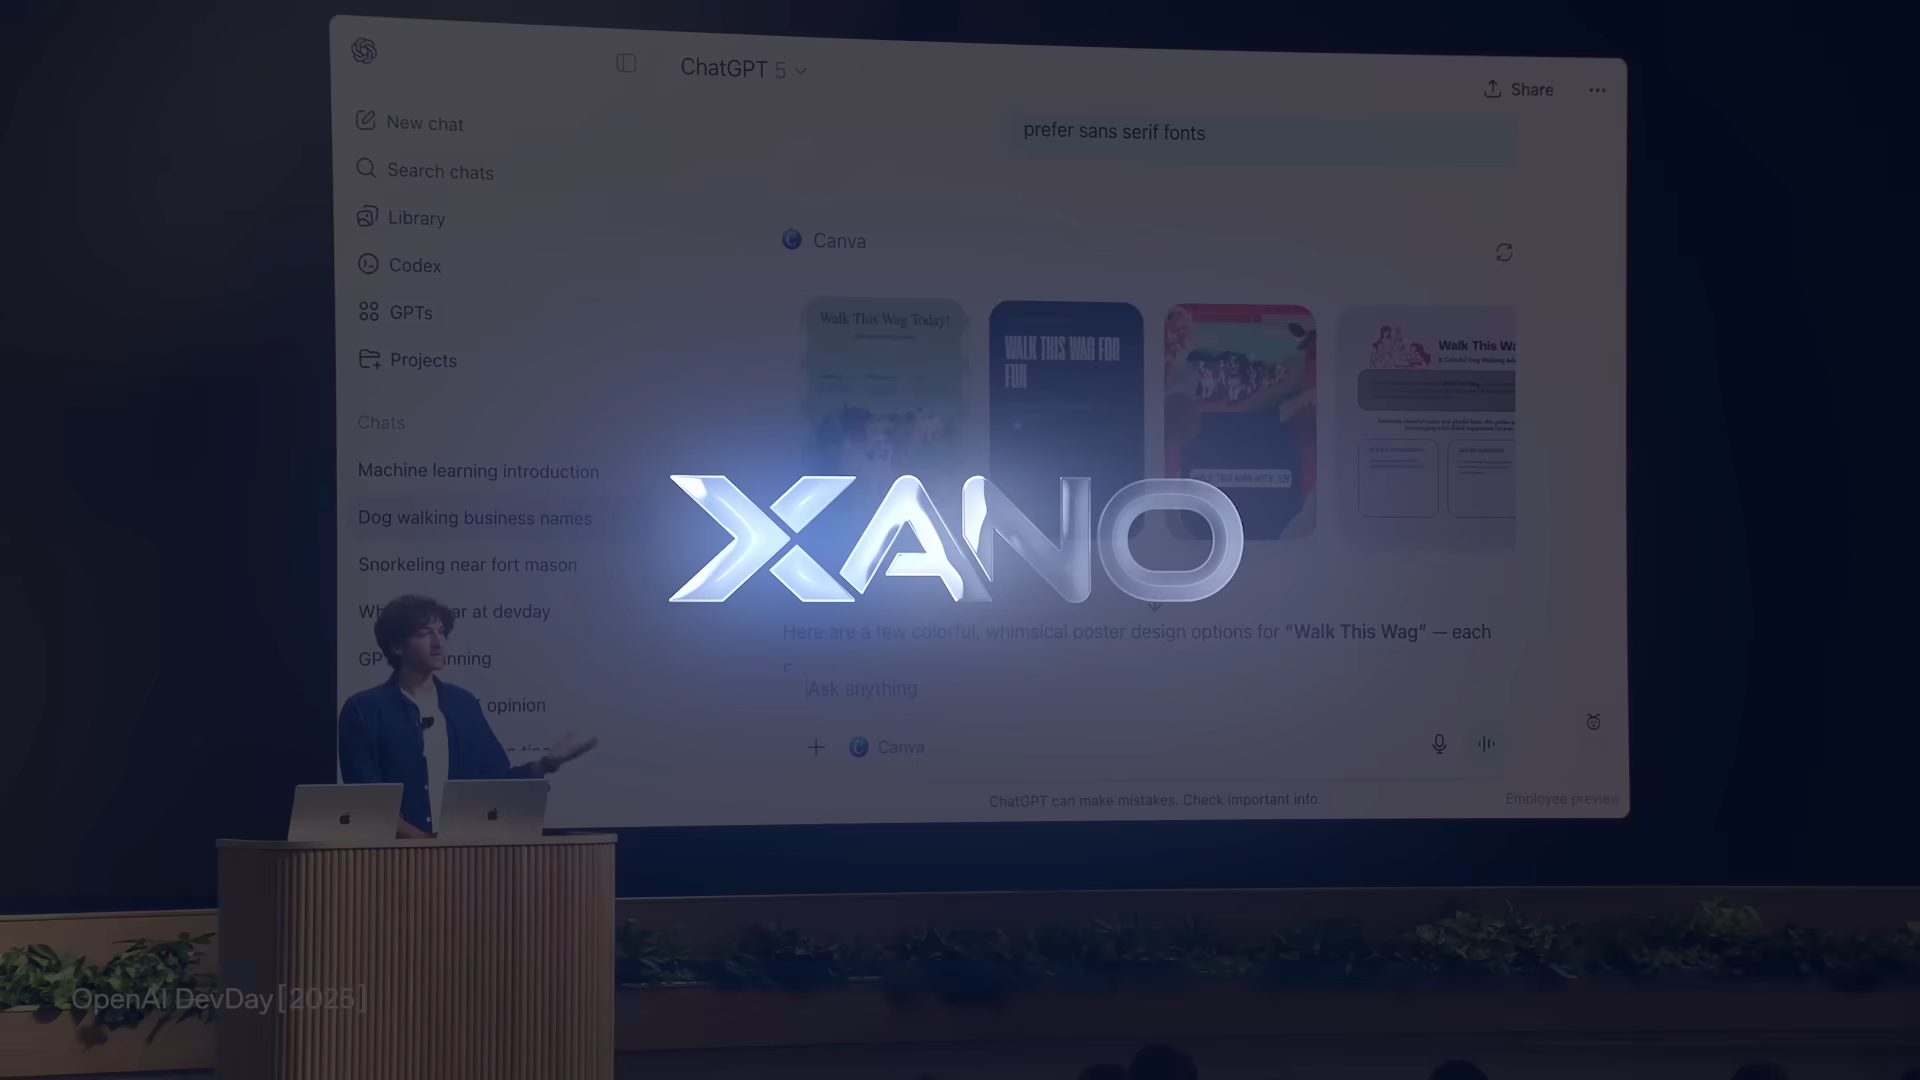 ChatGPT 5
Share
New chat
Search chats
Library
Codex
GPTs
Projects
Chats
Machine learning introduction
Dog walking business names
Snorkeling near fort mason
ar at devday
GP
nning
opinion
prefer sans serif fonts
Canva
Walk This Wag Today!
WALK THIS WAG FOR
FUN
Walk This Wa
XANO
Here are a few colorful, whimsical poster design options for “Walk This Wag” — each
Ask anything
Canva
ChatGPT can make mistakes. Check important info.
Employee preview
OpenAI DevDay [2025]